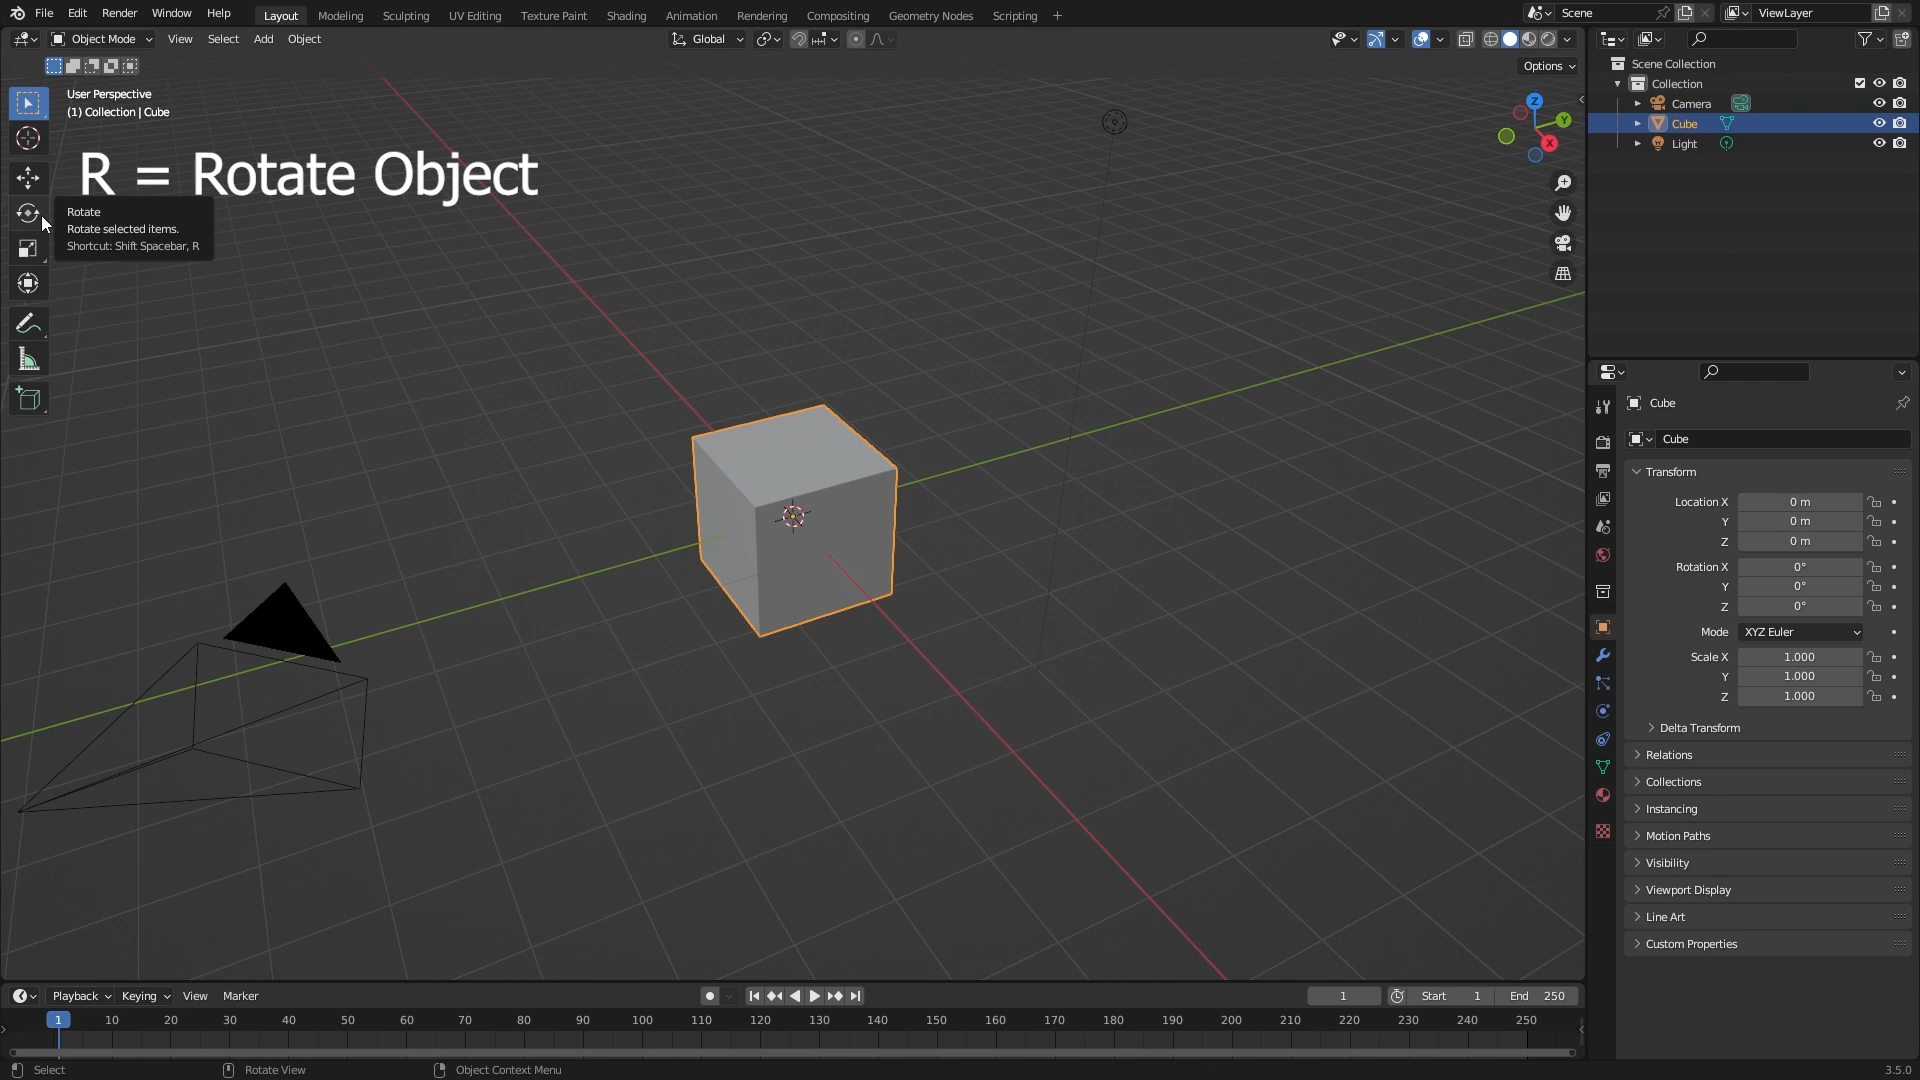 File Edit Render Window Help Layout Modeling Sculpting UV Editing Texture Paint Shading Animation Rendering Compositing Geometry Nodes Scripting + Scene ViewLayer
Object Mode View Select Add Object Global
Options
User Perspective
(1) Collection | Cube
R = Rotate Object
Rotate
Rotate selected items.
Shortcut: Shift Spacebar, R
Z
Y
X
Scene Collection
Collection
Camera
Cube
Light
Cube
Cube
Transform
Location X 0 m
Y 0 m
Z 0 m
Rotation X 0°
Y 0°
Z 0°
Mode XYZ Euler
Scale X 1.000
Y 1.000
Z 1.000
Delta Transform
Relations
Collections
Instancing
Motion Paths
Visibility
Viewport Display
Line Art
Custom Properties
Playback Keying View Marker 1 Start 1 End 250
1 10 20 30 40 50 60 70 80 90 100 110 120 130 140 150 160 170 180 190 200 210 220 230 240 250
Select Rotate View Object Context Menu 3.5.0